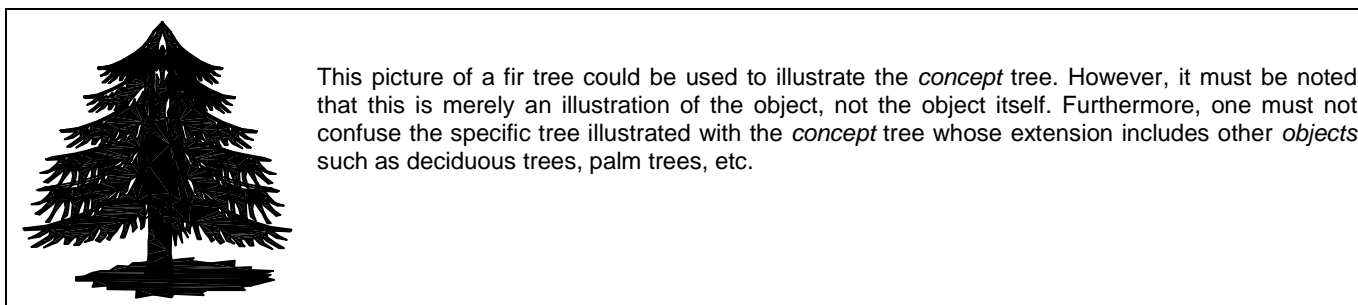 This picture of a fir tree could be used to illustrate the concept tree. However, it must be noted
that this is merely an illustration of the object, not the object itself. Furthermore, one must not
confuse the specific tree illustrated with the concept tree whose extension includes other objects
such as deciduous trees, palm trees, etc.